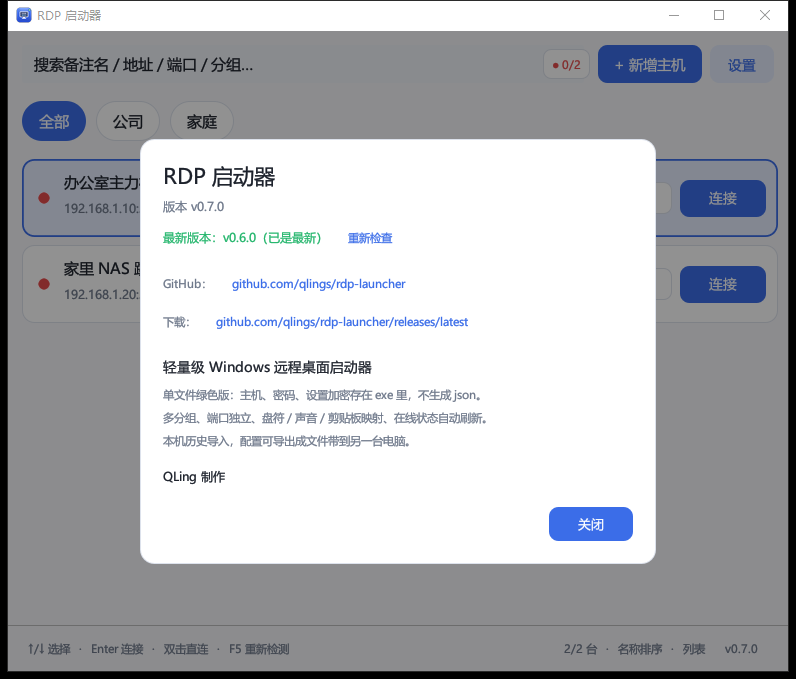 RDP 启动器
搜索备注名 / 地址 / 端口 / 分组...
0/2
+ 新增主机
设置
全部
公司
家庭
办公室主力
192.168.1.10:
连接
家里 NAS
192.168.1.20:
连接
RDP 启动器
版本 v0.7.0
最新版本：v0.6.0（已是最新）
重新检查
GitHub:
github.com/qlings/rdp-launcher
下载：
github.com/qlings/rdp-launcher/releases/latest
轻量级 Windows 远程桌面启动器
单文件绿色版：主机、密码、设置加密存在 exe 里，不生成 json。
多分组、端口独立、盘符 / 声音 / 剪贴板映射、在线状态自动刷新。
本机历史导入，配置可导出成文件带到另一台电脑。
QLing 制作
关闭
↑/↓ 选择 · Enter 连接 · 双击直连 · F5 重新检测
2/2 台 · 名称排序 · 列表
v0.7.0